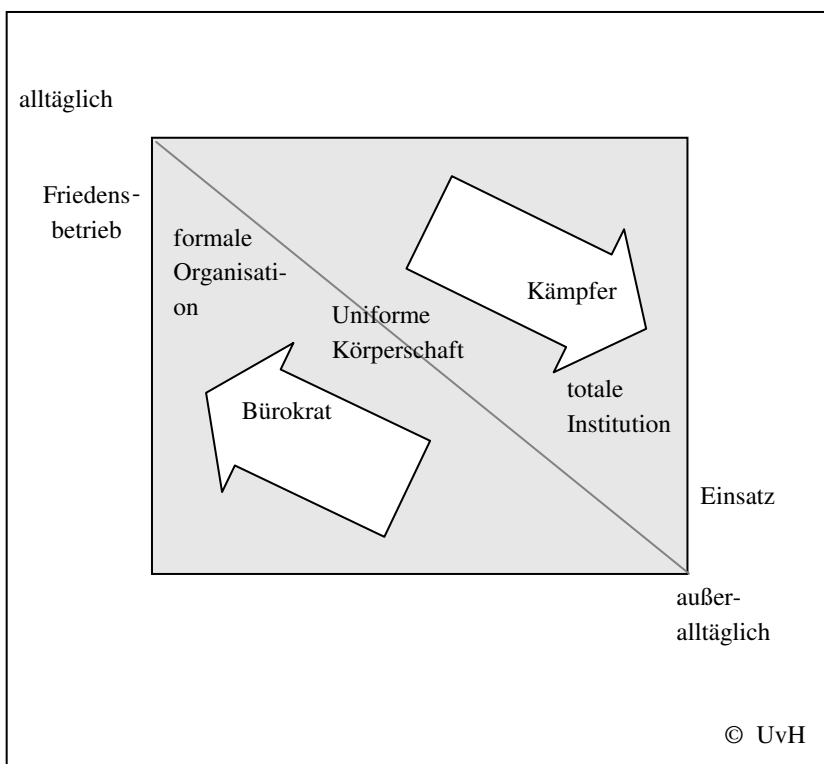 alltäglich
Friedens-
betrieb
formale
Organisati-
on
Uniforme
Körperschaft
Kämpfer
Bürokrat
totale
Institution
Einsatz
außer-
alltäglich
© UvH